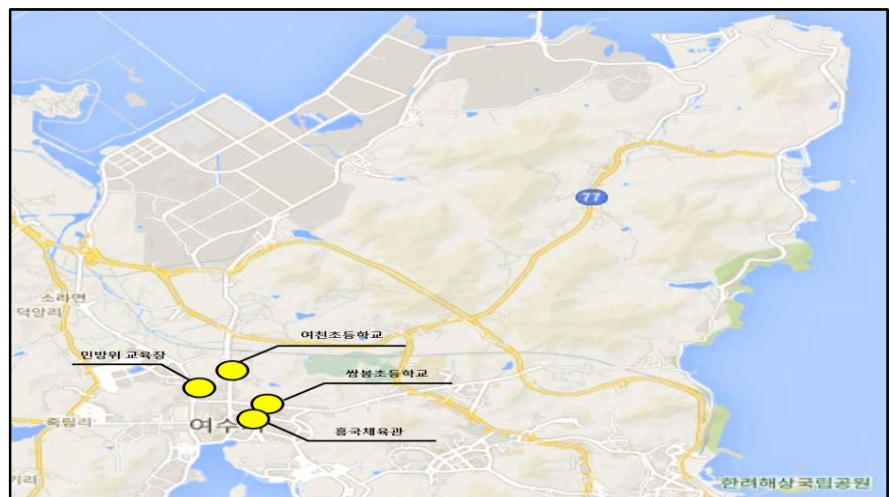 77
소라면
덕양리
여천초등학교
민방위 교육장
쌍봉초등학교
죽림리
여수
흥국체육관
한려해상국립공원